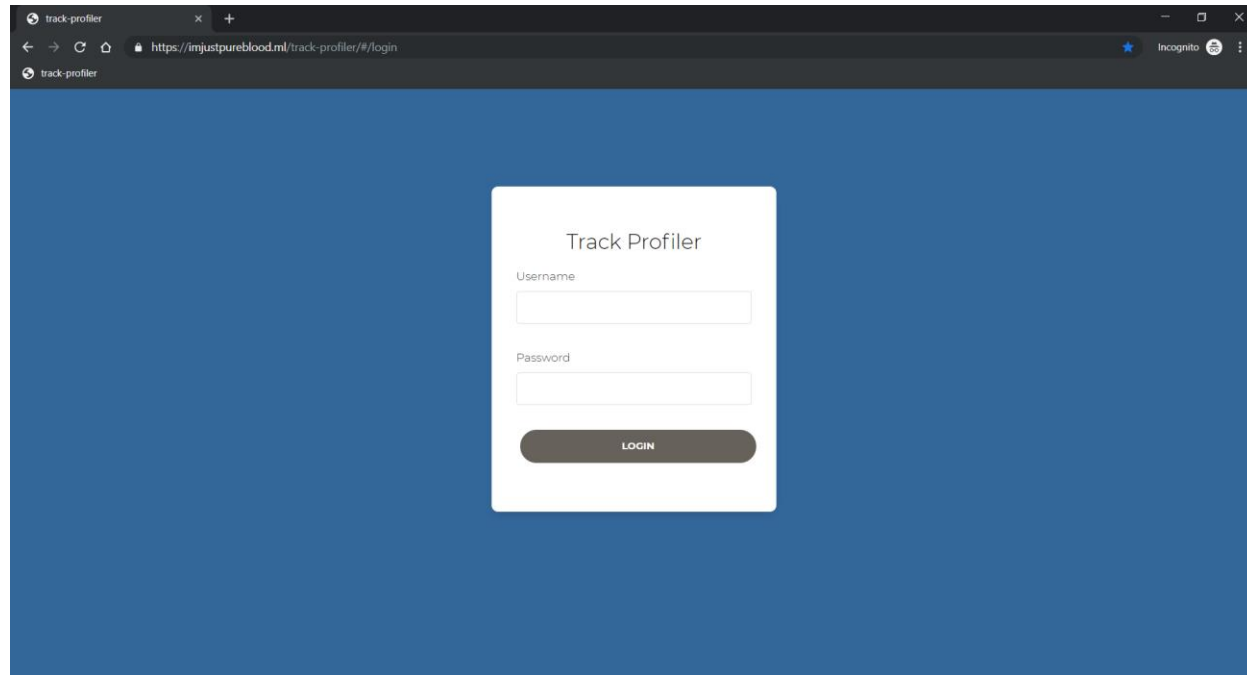 track-profiler
https://imjustpureblood.ml/track-profiler/#/login
Incognito
track-profiler
Track Profiler
Username
Password
LOGIN